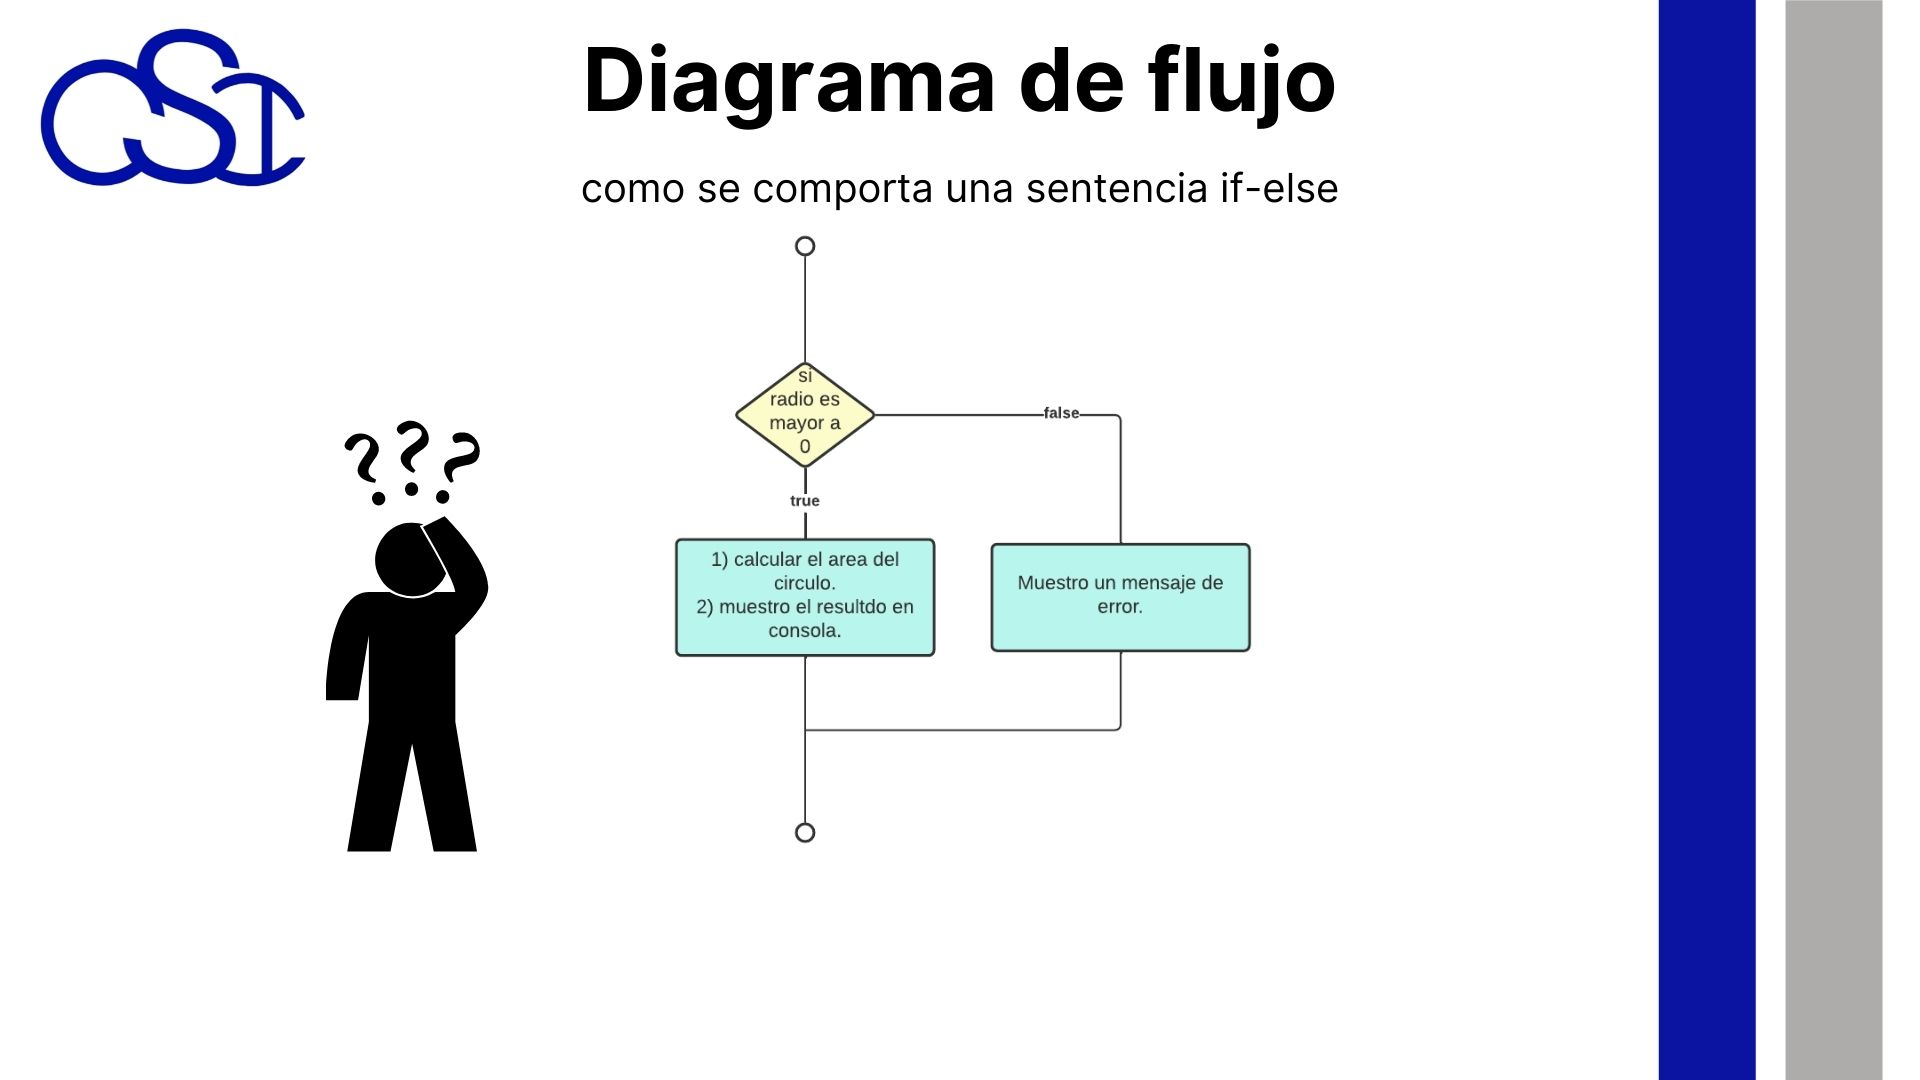 CSI
Diagrama de flujo
como se comporta una sentencia if-else
si
radio es
mayor a
0
false
true
1) calcular el area del
circulo.
2) muestro el resultdo en
consola.
Muestro un mensaje de
error.
???